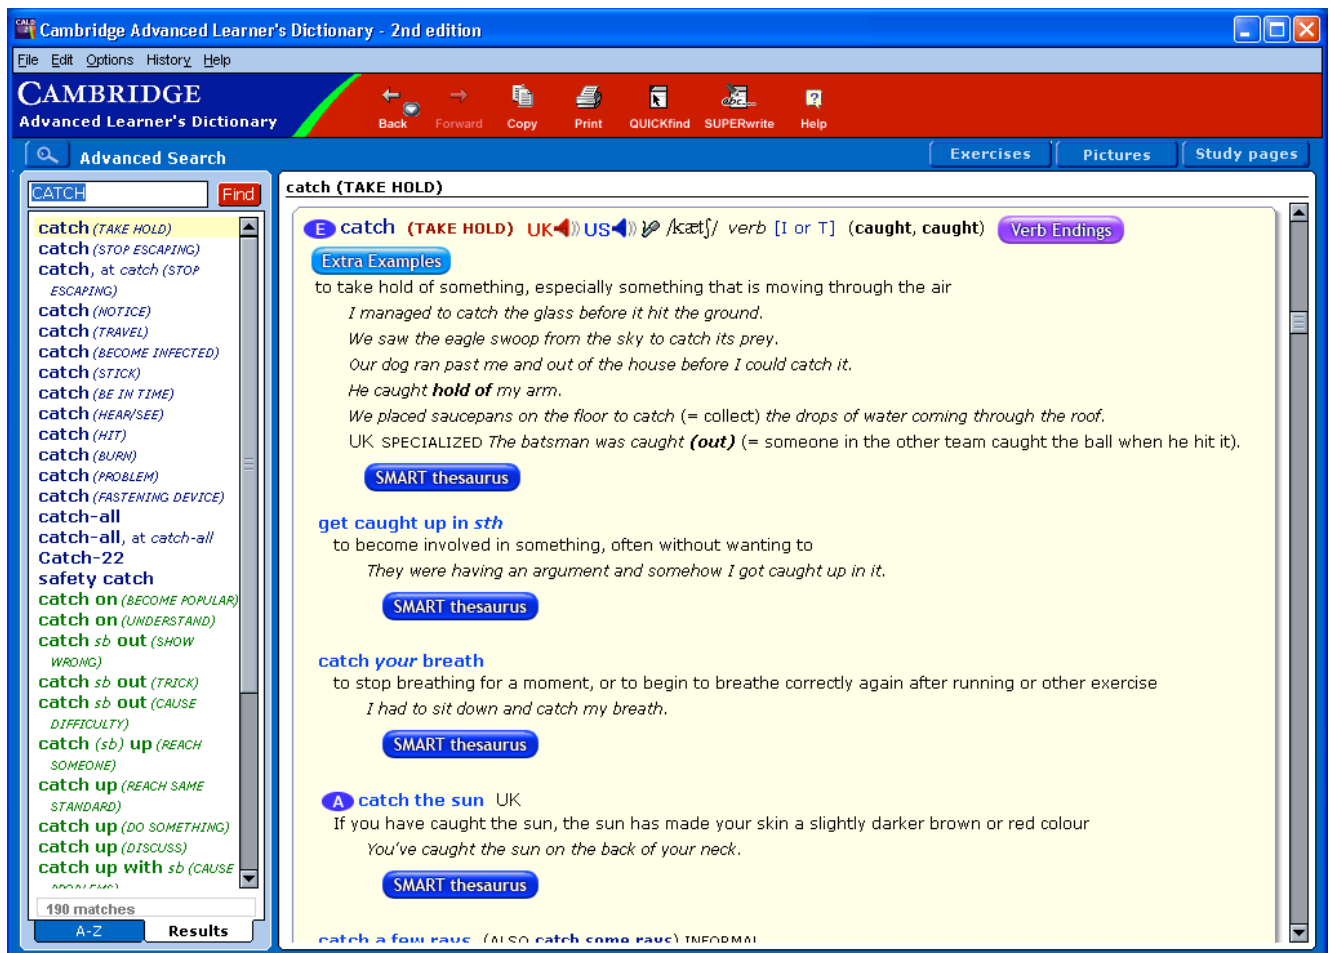 Cambridge Advanced Learner's Dictionary - 2nd edition
File Edit Options History Help
CAMBRIDGE
Advanced Learner's Dictionary
Back Forward Copy Print QUICKfind SUPERwrite Help
Advanced Search
Exercises Pictures Study pages
CATCH Find
catch (TAKE HOLD)
catch (STOP ESCAPING)
catch, at catch (STOP
ESCAPING)
catch (NOTICE)
catch (TRAVEL)
catch (BECOME INFECTED)
catch (STICK)
catch (BE IN TIME)
catch (HEAR/SEE)
catch (HIT)
catch (BURN)
catch (PROBLEM)
catch (FASTENING DEVICE)
catch-all
catch-all, at catch-all
Catch-22
safety catch
catch on (BECOME POPULAR)
catch on (UNDERSTAND)
catch sb out (SHOW
WRONG)
catch sb out (TRICK)
catch sb out (CAUSE
DIFFICULTY)
catch (sb) up (REACH
SOMEONE)
catch up (REACH SAME
STANDARD)
catch up (DO SOMETHING)
catch up (DISCUSS)
catch up with sb (CAUSE
190 matches
A-Z Results
catch (TAKE HOLD)
E catch (TAKE HOLD) UK US /kætʃ/ verb [I or T] (caught, caught) Verb Endings
Extra Examples
to take hold of something, especially something that is moving through the air
I managed to catch the glass before it hit the ground.
We saw the eagle swoop from the sky to catch its prey.
Our dog ran past me and out of the house before I could catch it.
He caught hold of my arm.
We placed saucepans on the floor to catch (= collect) the drops of water coming through the roof.
UK SPECIALIZED The batsman was caught (out) (= someone in the other team caught the ball when he hit it).
SMART thesaurus
get caught up in sth
to become involved in something, often without wanting to
They were having an argument and somehow I got caught up in it.
SMART thesaurus
catch your breath
to stop breathing for a moment, or to begin to breathe correctly again after running or other exercise
I had to sit down and catch my breath.
SMART thesaurus
A catch the sun UK
If you have caught the sun, the sun has made your skin a slightly darker brown or red colour
You've caught the sun on the back of your neck.
SMART thesaurus
catch a few rays (ALSO catch some rays) INFORMAL